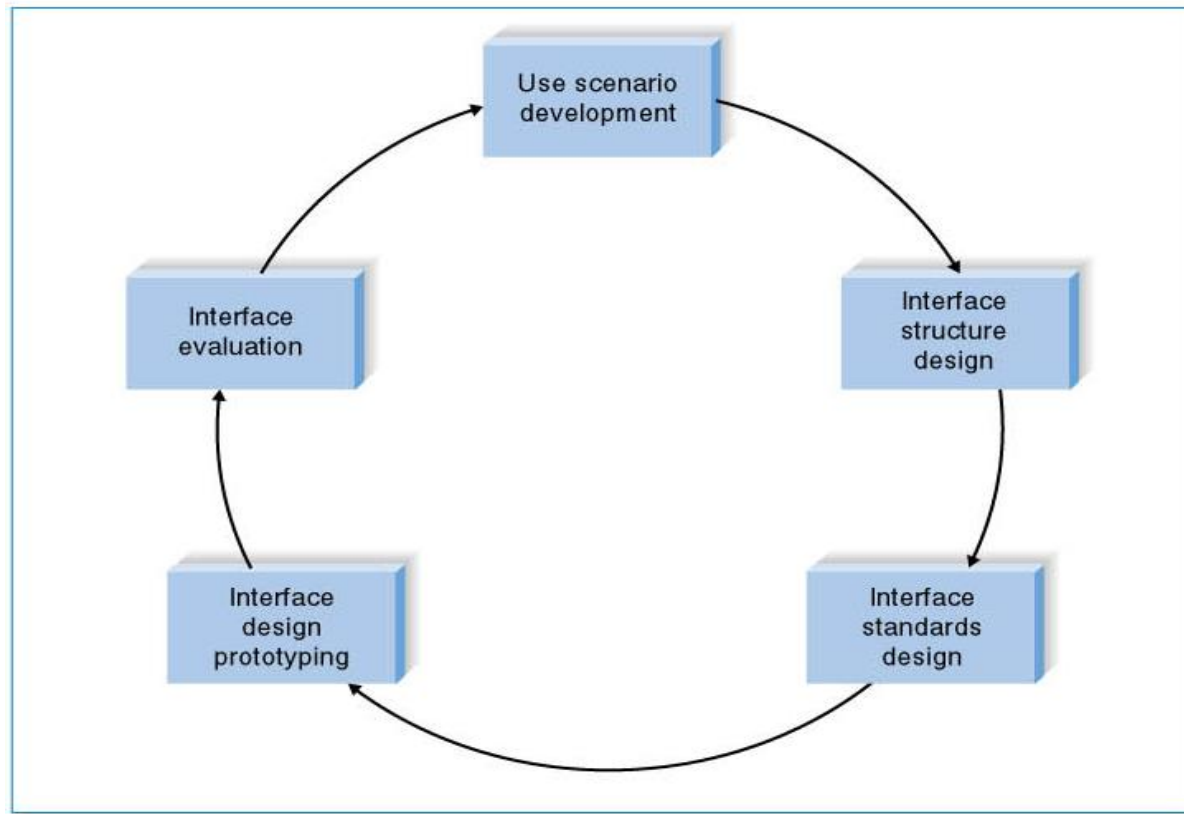 Use scenario
development
Interface
structure
design
Interface
standards
design
Interface
design
prototyping
Interface
evaluation